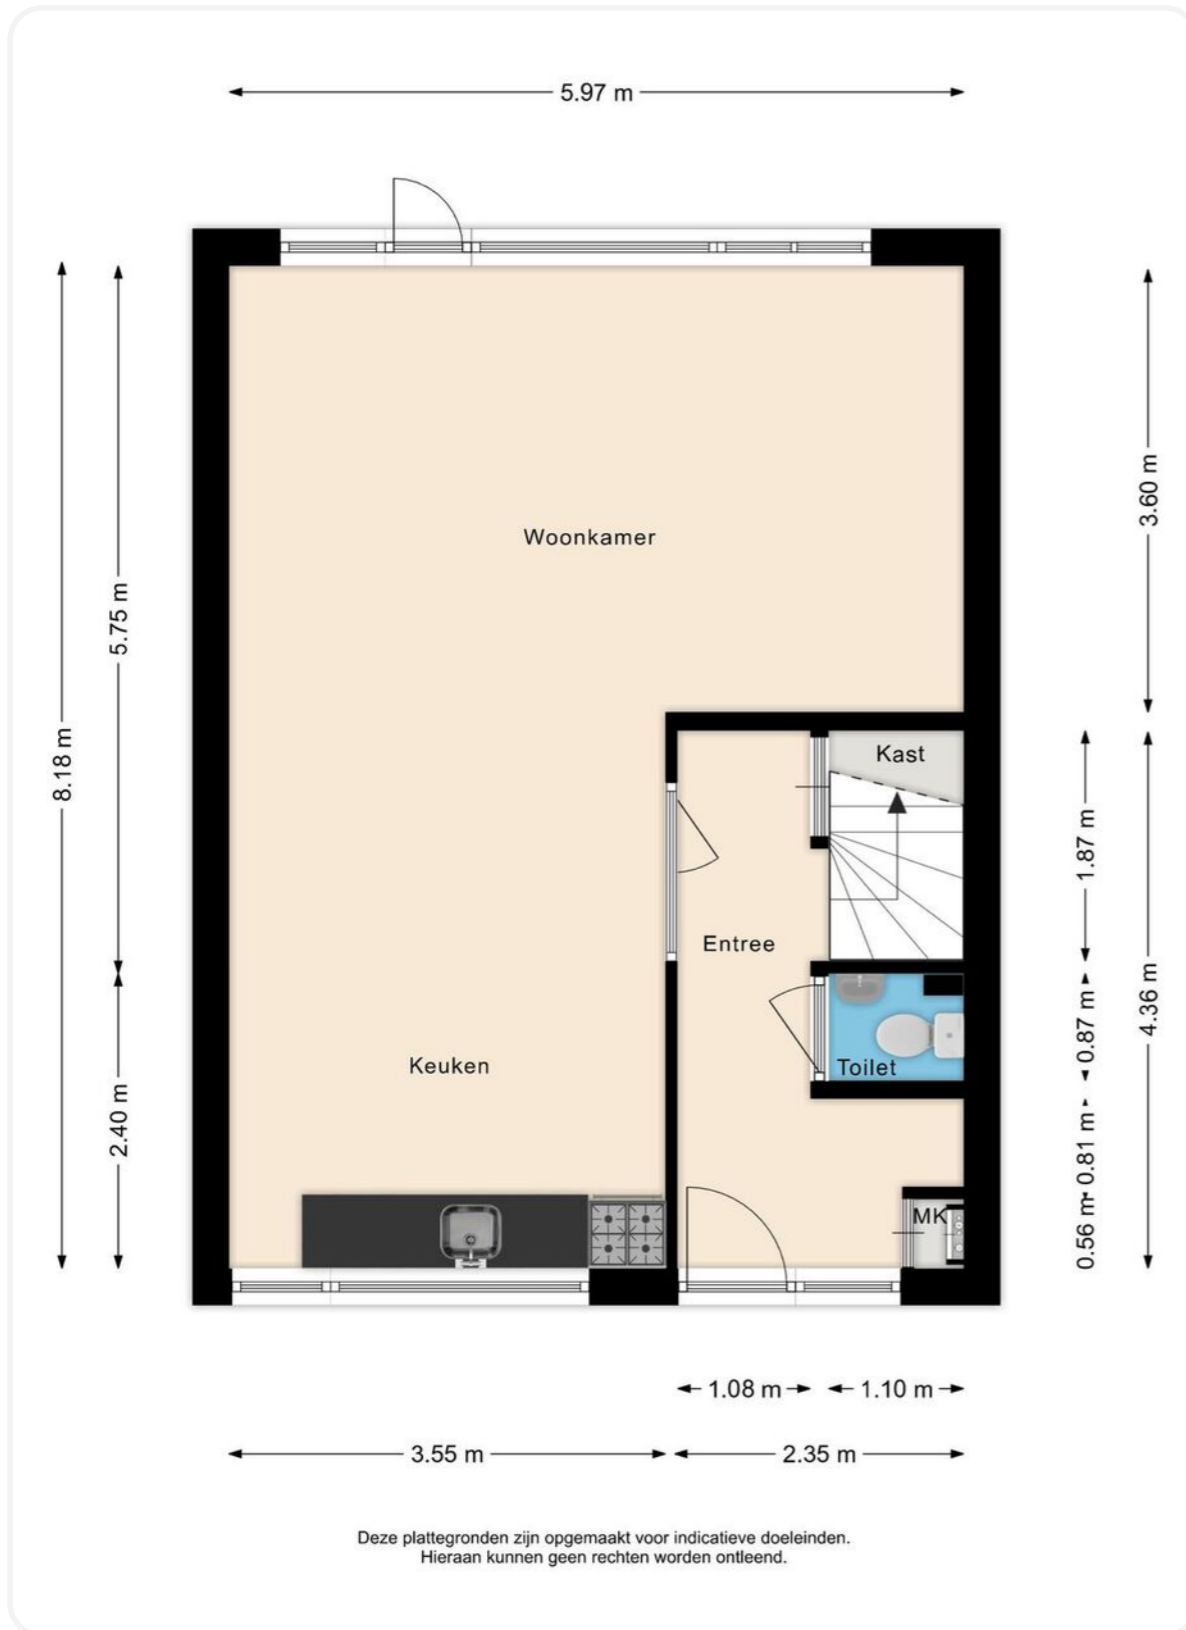 5.97 m
Woonkamer
3.60 m
5.75 m
8.18 m
Kast
1.87 m
Entree
4.36 m
0.87 m
Keuken
Toilet
2.40 m
0.81 m
MK
0.56 m
1.08 m
1.10 m
3.55 m
2.35 m
Deze plattegronden zijn opgemaakt voor indicatieve doeleinden.
Hieraan kunnen geen rechten worden ontleend.